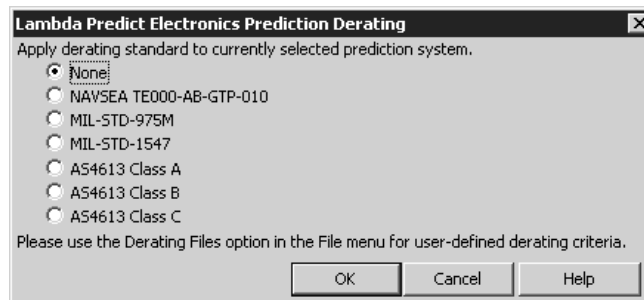 Lambda Predict Electronics Prediction Derating
Apply derating standard to currently selected prediction system.
None
NAVSEA TE000-AB-GTP-010
MIL-STD-975M
MIL-STD-1547
AS4613 Class A
AS4613 Class B
AS4613 Class C
Please use the Derating Files option in the File menu for user-defined derating criteria.
OK Cancel Help